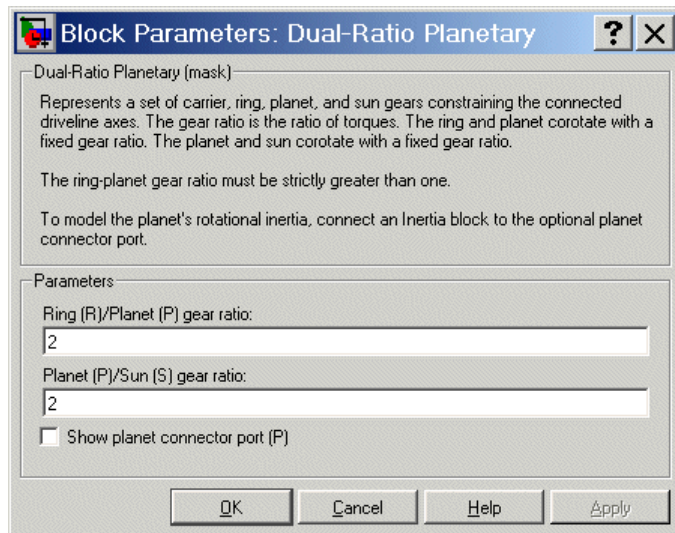 Block Parameters: Dual-Ratio Planetary
?
Dual-Ratio Planetary (mask)
Represents a set of carrier, ring, planet, and sun gears constraining the connected
driveline axes. The gear ratio is the ratio of torques. The ring and planet corotate with a
fixed gear ratio. The planet and sun corotate with a fixed gear ratio.
The ring-planet gear ratio must be strictly greater than one.
To model the planet's rotational inertia, connect an Inertia block to the optional planet
connector port.
Parameters
Ring (R)/Planet (P) gear ratio:
2
Planet (P)/Sun (S) gear ratio:
2
Show planet connector port (P)
OK Cancel Help Apply